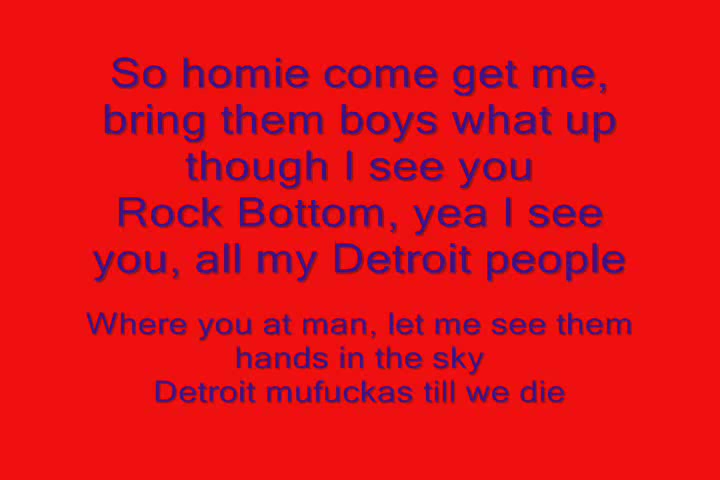 So homie come get me,
bring them boys what up
though I see you
Rock Bottom, yea I see
you, all my Detroit people
Where you at man, let me see them
hands in the sky
Detroit mufuckas till we die